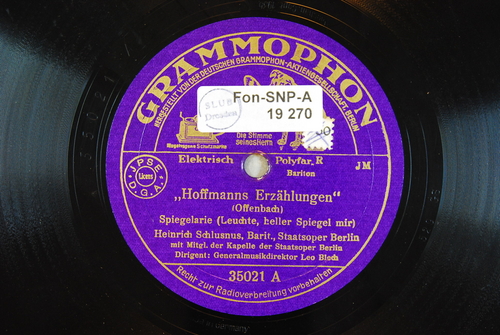 GRAMMOPHON
HERGESTELLT VON DER DEUTSCHEN GRAMMOPHON-AKTIENGESELLSCHAFT, BERLIN
SLUB
Dresden
Fon-SNP-A
19 270
Die Stimme
seines Herrn
Elektrisch
Polyfar R
JM
Bariton
JPSE
Licens
D.G.A.
„Hoffmanns Erzählungen“
(Offenbach)
Spiegelarie (Leuchte, heller Spiegel mir)
Heinrich Schlusnus, Barit., Staatsoper Berlin
mit Mitgl. der Kapelle der Staatsoper Berlin
Dirigent: Generalmusikdirektor Leo Blech
35021 A
Recht zur Radioverbreitung vorbehalten